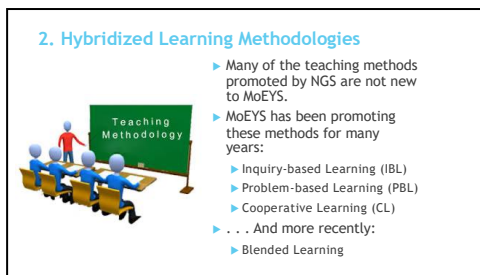 2. Hybridized Learning Methodologies
Teaching
Methodology
▶ Many of the teaching methods
promoted by NGS are not new
to MoEYS.
▶ MoEYS has been promoting
these methods for many
years:
▶ Inquiry-based Learning (IBL)
▶ Problem-based Learning (PBL)
▶ Cooperative Learning (CL)
▶ . . . And more recently:
▶ Blended Learning